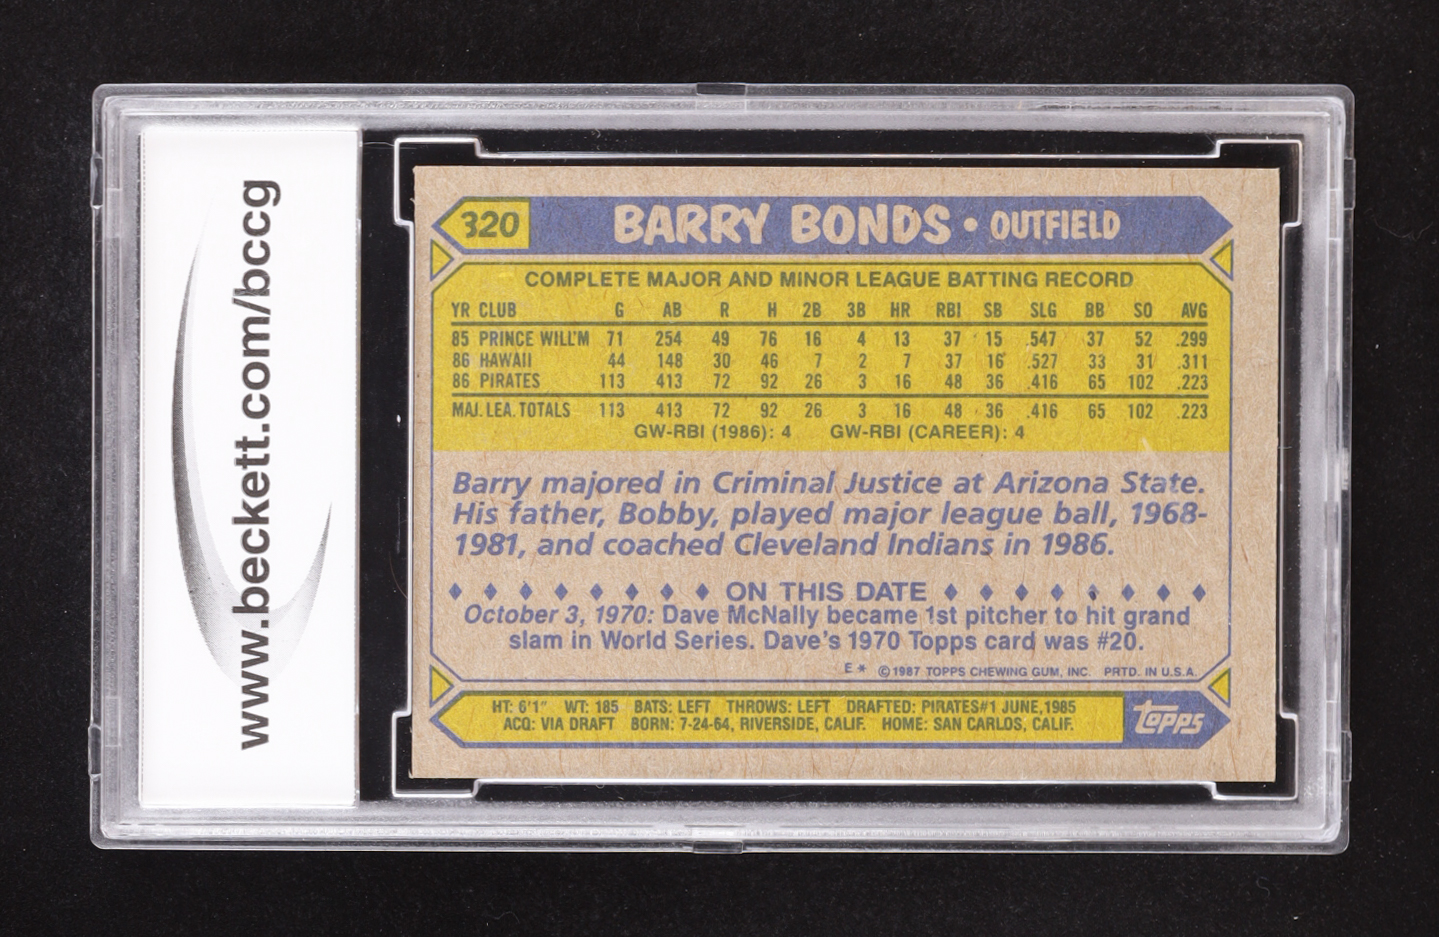 www.beckett.com/bccg
320 BARRY BONDS • OUTFIELD
COMPLETE MAJOR AND MINOR LEAGUE BATTING RECORD
YR CLUB G AB R H 2B 3B HR RBI SB SLG BB SO AVG
85 PRINCE WILL'M 71 254 49 76 16 4 13 37 15 .547 37 52 .299
86 HAWAII 44 148 30 46 7 2 7 37 16 .527 33 31 .311
86 PIRATES 113 413 72 92 26 3 16 48 36 .416 65 102 .223
MAJ. LEA. TOTALS 113 413 72 92 26 3 16 48 36 .416 65 102 .223
GW-RBI (1986): 4 GW-RBI (CAREER): 4
Barry majored in Criminal Justice at Arizona State.
His father, Bobby, played major league ball, 1968-
1981, and coached Cleveland Indians in 1986.
♦ ♦ ♦ ♦ ♦ ♦ ♦ ♦ ON THIS DATE ♦ ♦ ♦ ♦ ♦ ♦ ♦ ♦
October 3, 1970: Dave McNally became 1st pitcher to hit grand
slam in World Series. Dave's 1970 Topps card was #20.
E * © 1987 TOPPS CHEWING GUM, INC. PRTD. IN U.S.A.
HT: 6'1" WT: 185 BATS: LEFT THROWS: LEFT DRAFTED: PIRATES#1 JUNE,1985
ACQ: VIA DRAFT BORN: 7-24-64, RIVERSIDE, CALIF. HOME: SAN CARLOS, CALIF.
topps